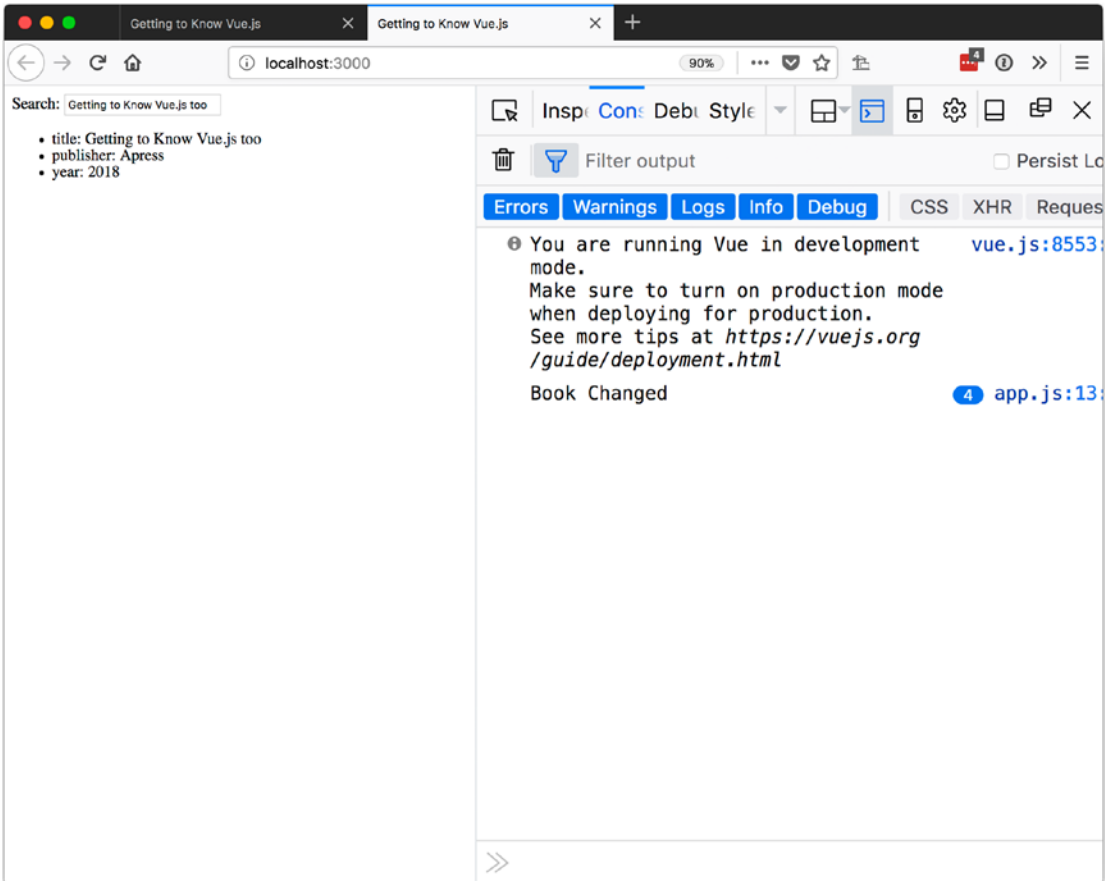 Getting to Know Vue.js
Getting to Know Vue.js
localhost:3000
90%
4
Search: Getting to Know Vue.js too
• title: Getting to Know Vue.js too
• publisher: Apress
• year: 2018
Inspe Cons Debu Style
Filter output
Persist Lo
Errors Warnings Logs Info Debug CSS XHR Reques
You are running Vue in development vue.js:8553:
mode.
Make sure to turn on production mode
when deploying for production.
See more tips at https://vuejs.org
/guide/deployment.html
Book Changed 4 app.js:13: